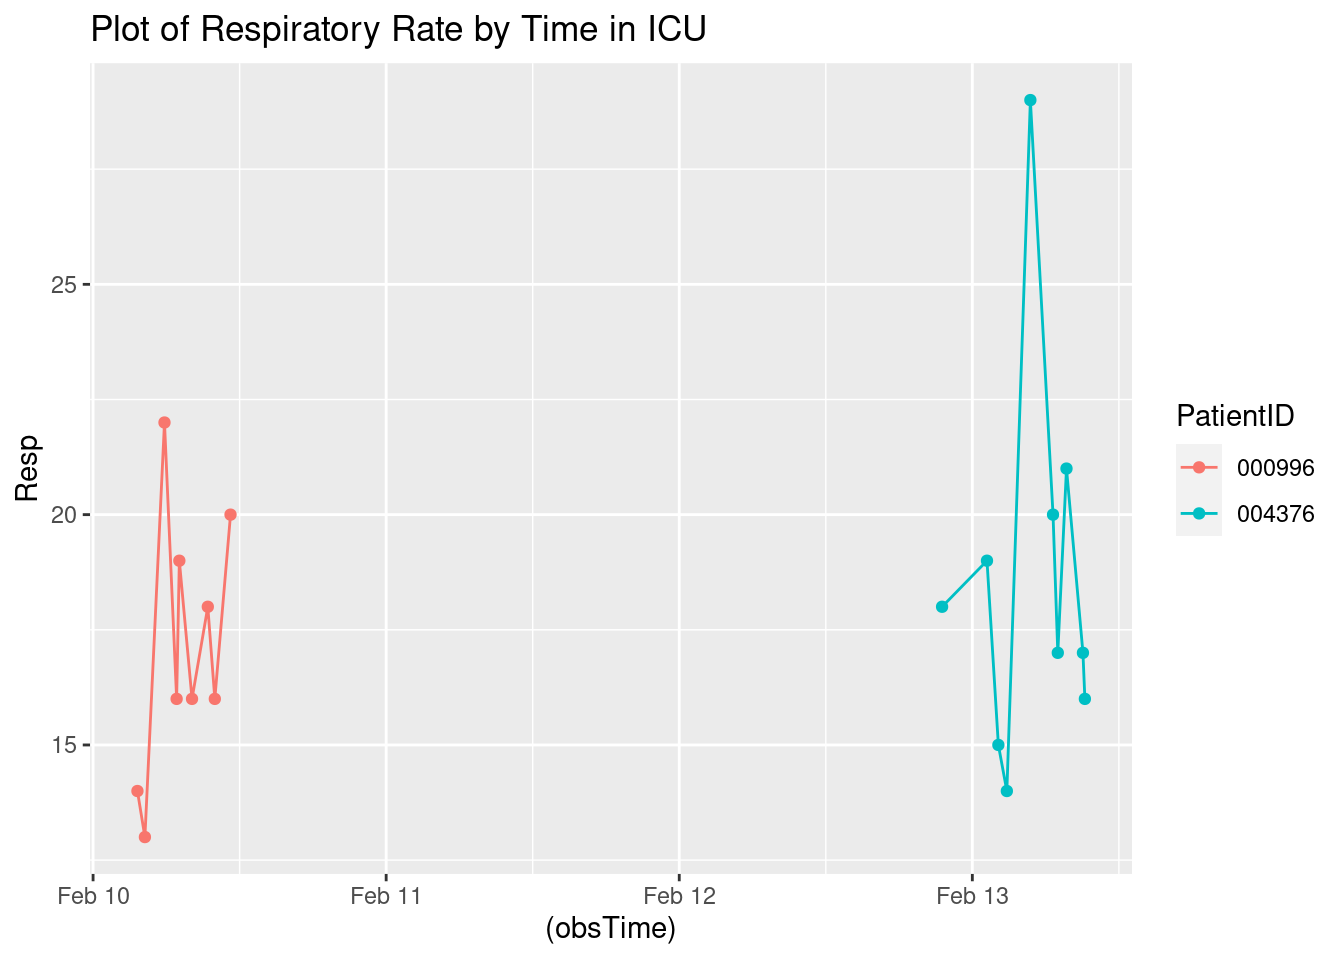 Plot of Respiratory Rate by Time in ICU
Resp
25
20
15
Feb 10
Feb 11
Feb 12
Feb 13
(obsTime)
PatientID
000996
004376